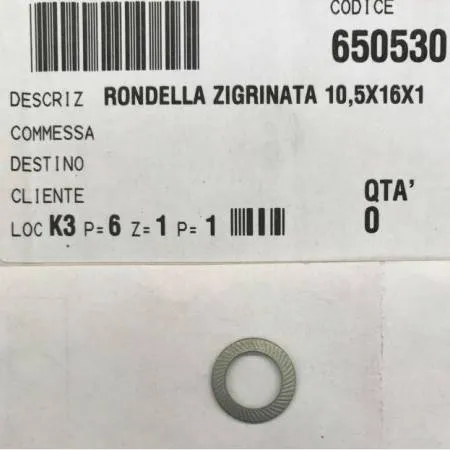 CODICE
650530
DESCRIZ RONDELLA ZIGRINATA 10,5X16X1
COMMESSA
DESTINO
CLIENTE
QTA'
LOC K3 P= 6 Z= 1 P= 1
0